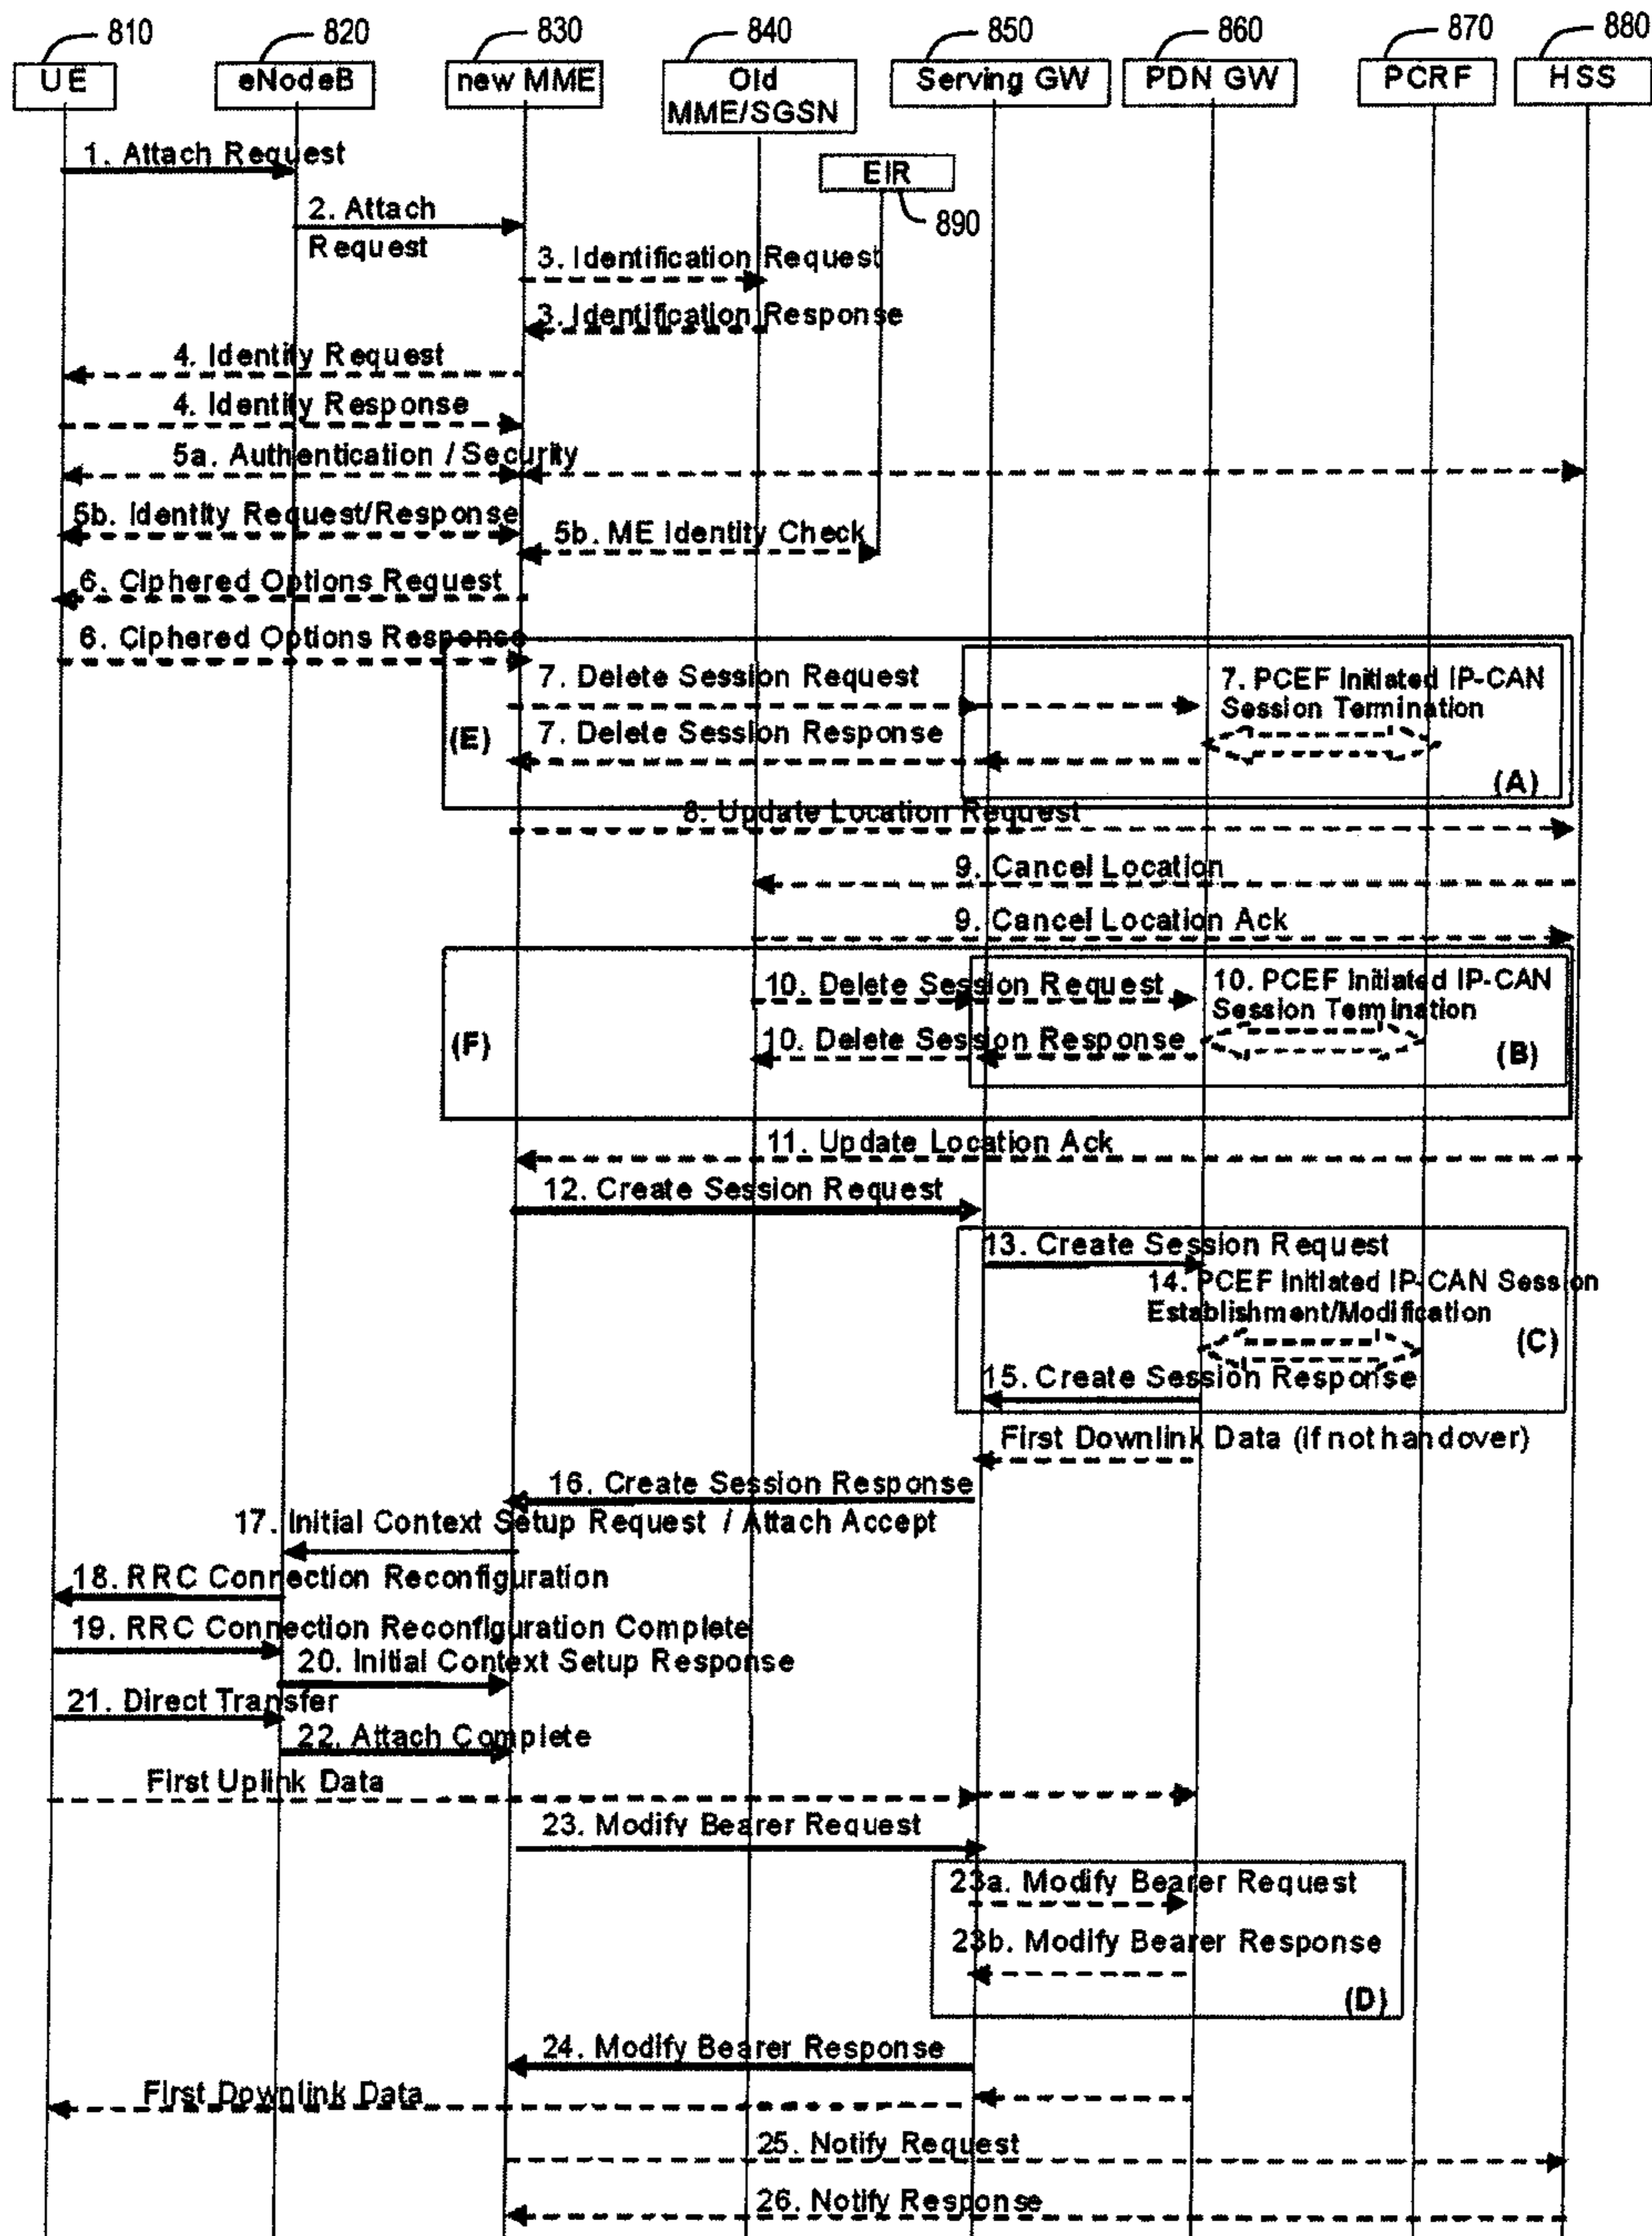 810
820
830
840
850
860
870
880
UE
eNodeB
new MME
Old
MME/SGSN
Serving GW
PDN GW
PCRF
HSS
1. Attach Request
EIR
890
2. Attach
Request
3. Identification Request
3. Identification Response
4. Identity Request
4. Identity Response
5a. Authentication / Security
5b. Identity Request/Response
5b. ME Identity Check
6. Ciphered Options Request
6. Ciphered Options Response
7. Delete Session Request
7. PCEF Initiated IP-CAN
Session Termination
(E)
7. Delete Session Response
(A)
8. Update Location Request
9. Cancel Location
9. Cancel Location Ack
10. Delete Session Request
10. PCEF Initiated IP-CAN
Session Termination
(F)
10. Delete Session Response
(B)
11. Update Location Ack
12. Create Session Request
13. Create Session Request
14. PCEF Initiated IP-CAN Session
Establishment/Modification
(C)
15. Create Session Response
First Downlink Data (if not handover)
16. Create Session Response
17. Initial Context Setup Request / Attach Accept
18. RRC Connection Reconfiguration
19. RRC Connection Reconfiguration Complete
20. Initial Context Setup Response
21. Direct Transfer
22. Attach Complete
First Uplink Data
23. Modify Bearer Request
23a. Modify Bearer Request
23b. Modify Bearer Response
(D)
24. Modify Bearer Response
First Downlink Data
25. Notify Request
26. Notify Response